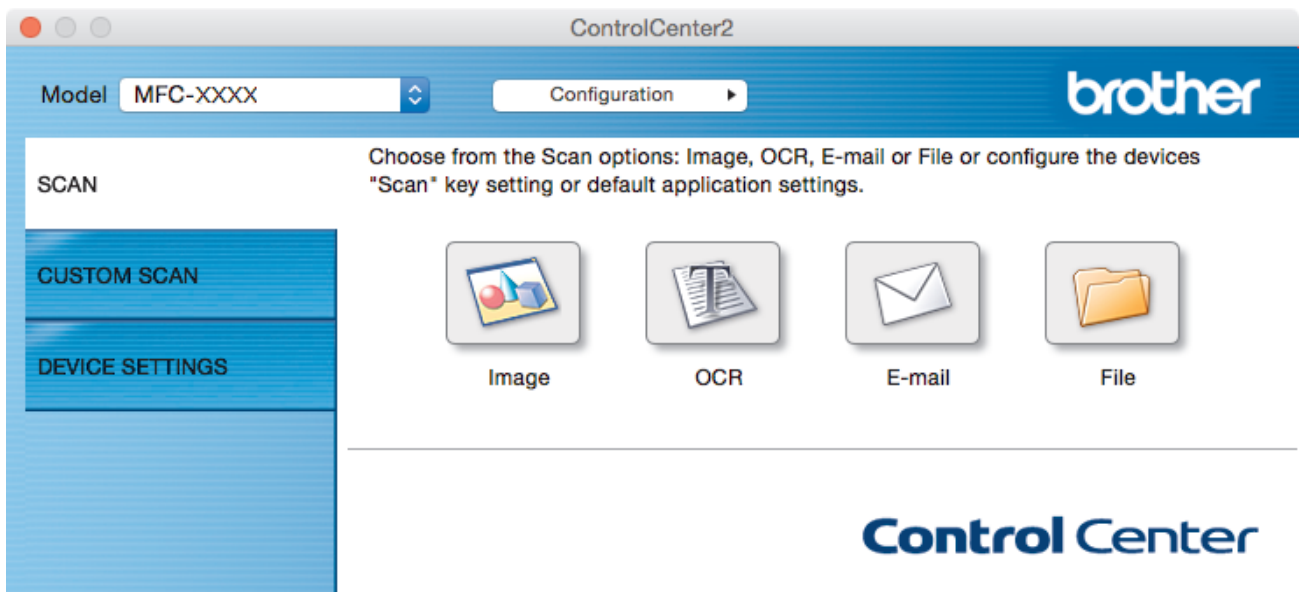 ControlCenter2
Model MFC-XXXX Configuration brother
SCAN
CUSTOM SCAN
DEVICE SETTINGS
Choose from the Scan options: Image, OCR, E-mail or File or configure the devices
"Scan" key setting or default application settings.
Image OCR E-mail File
Control Center